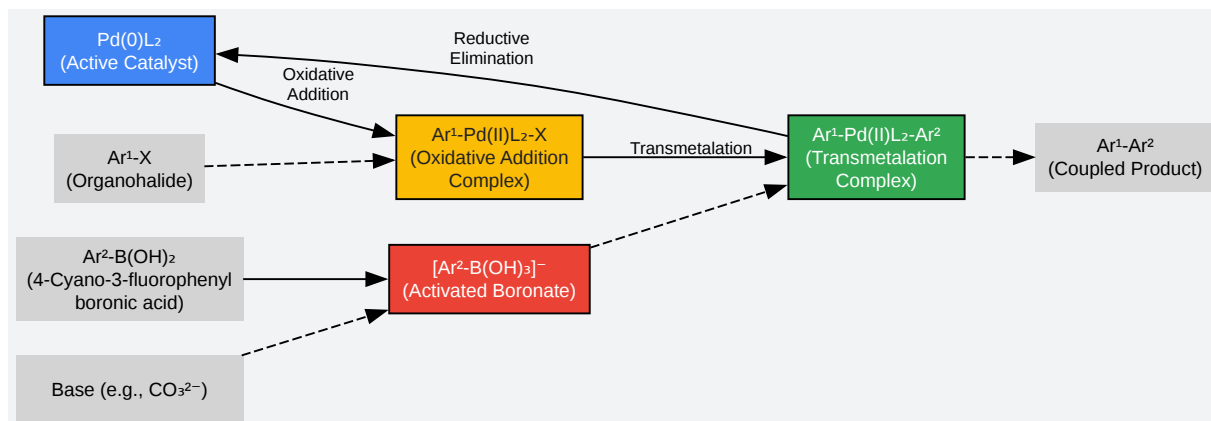 Pd(0)L₂
(Active Catalyst)
Reductive
Elimination
Oxidative
Addition
Ar¹-X
(Organohalide)
Ar¹-Pd(II)L₂-X
(Oxidative Addition
Complex)
Transmetalation
Ar¹-Pd(II)L₂-Ar²
(Transmetalation
Complex)
Ar¹-Ar²
(Coupled Product)
Ar²-B(OH)₂
(4-Cyano-3-fluorophenyl
boronic acid)
[Ar²-B(OH)₃]⁻
(Activated Boronate)
Base (e.g., CO₃²⁻)